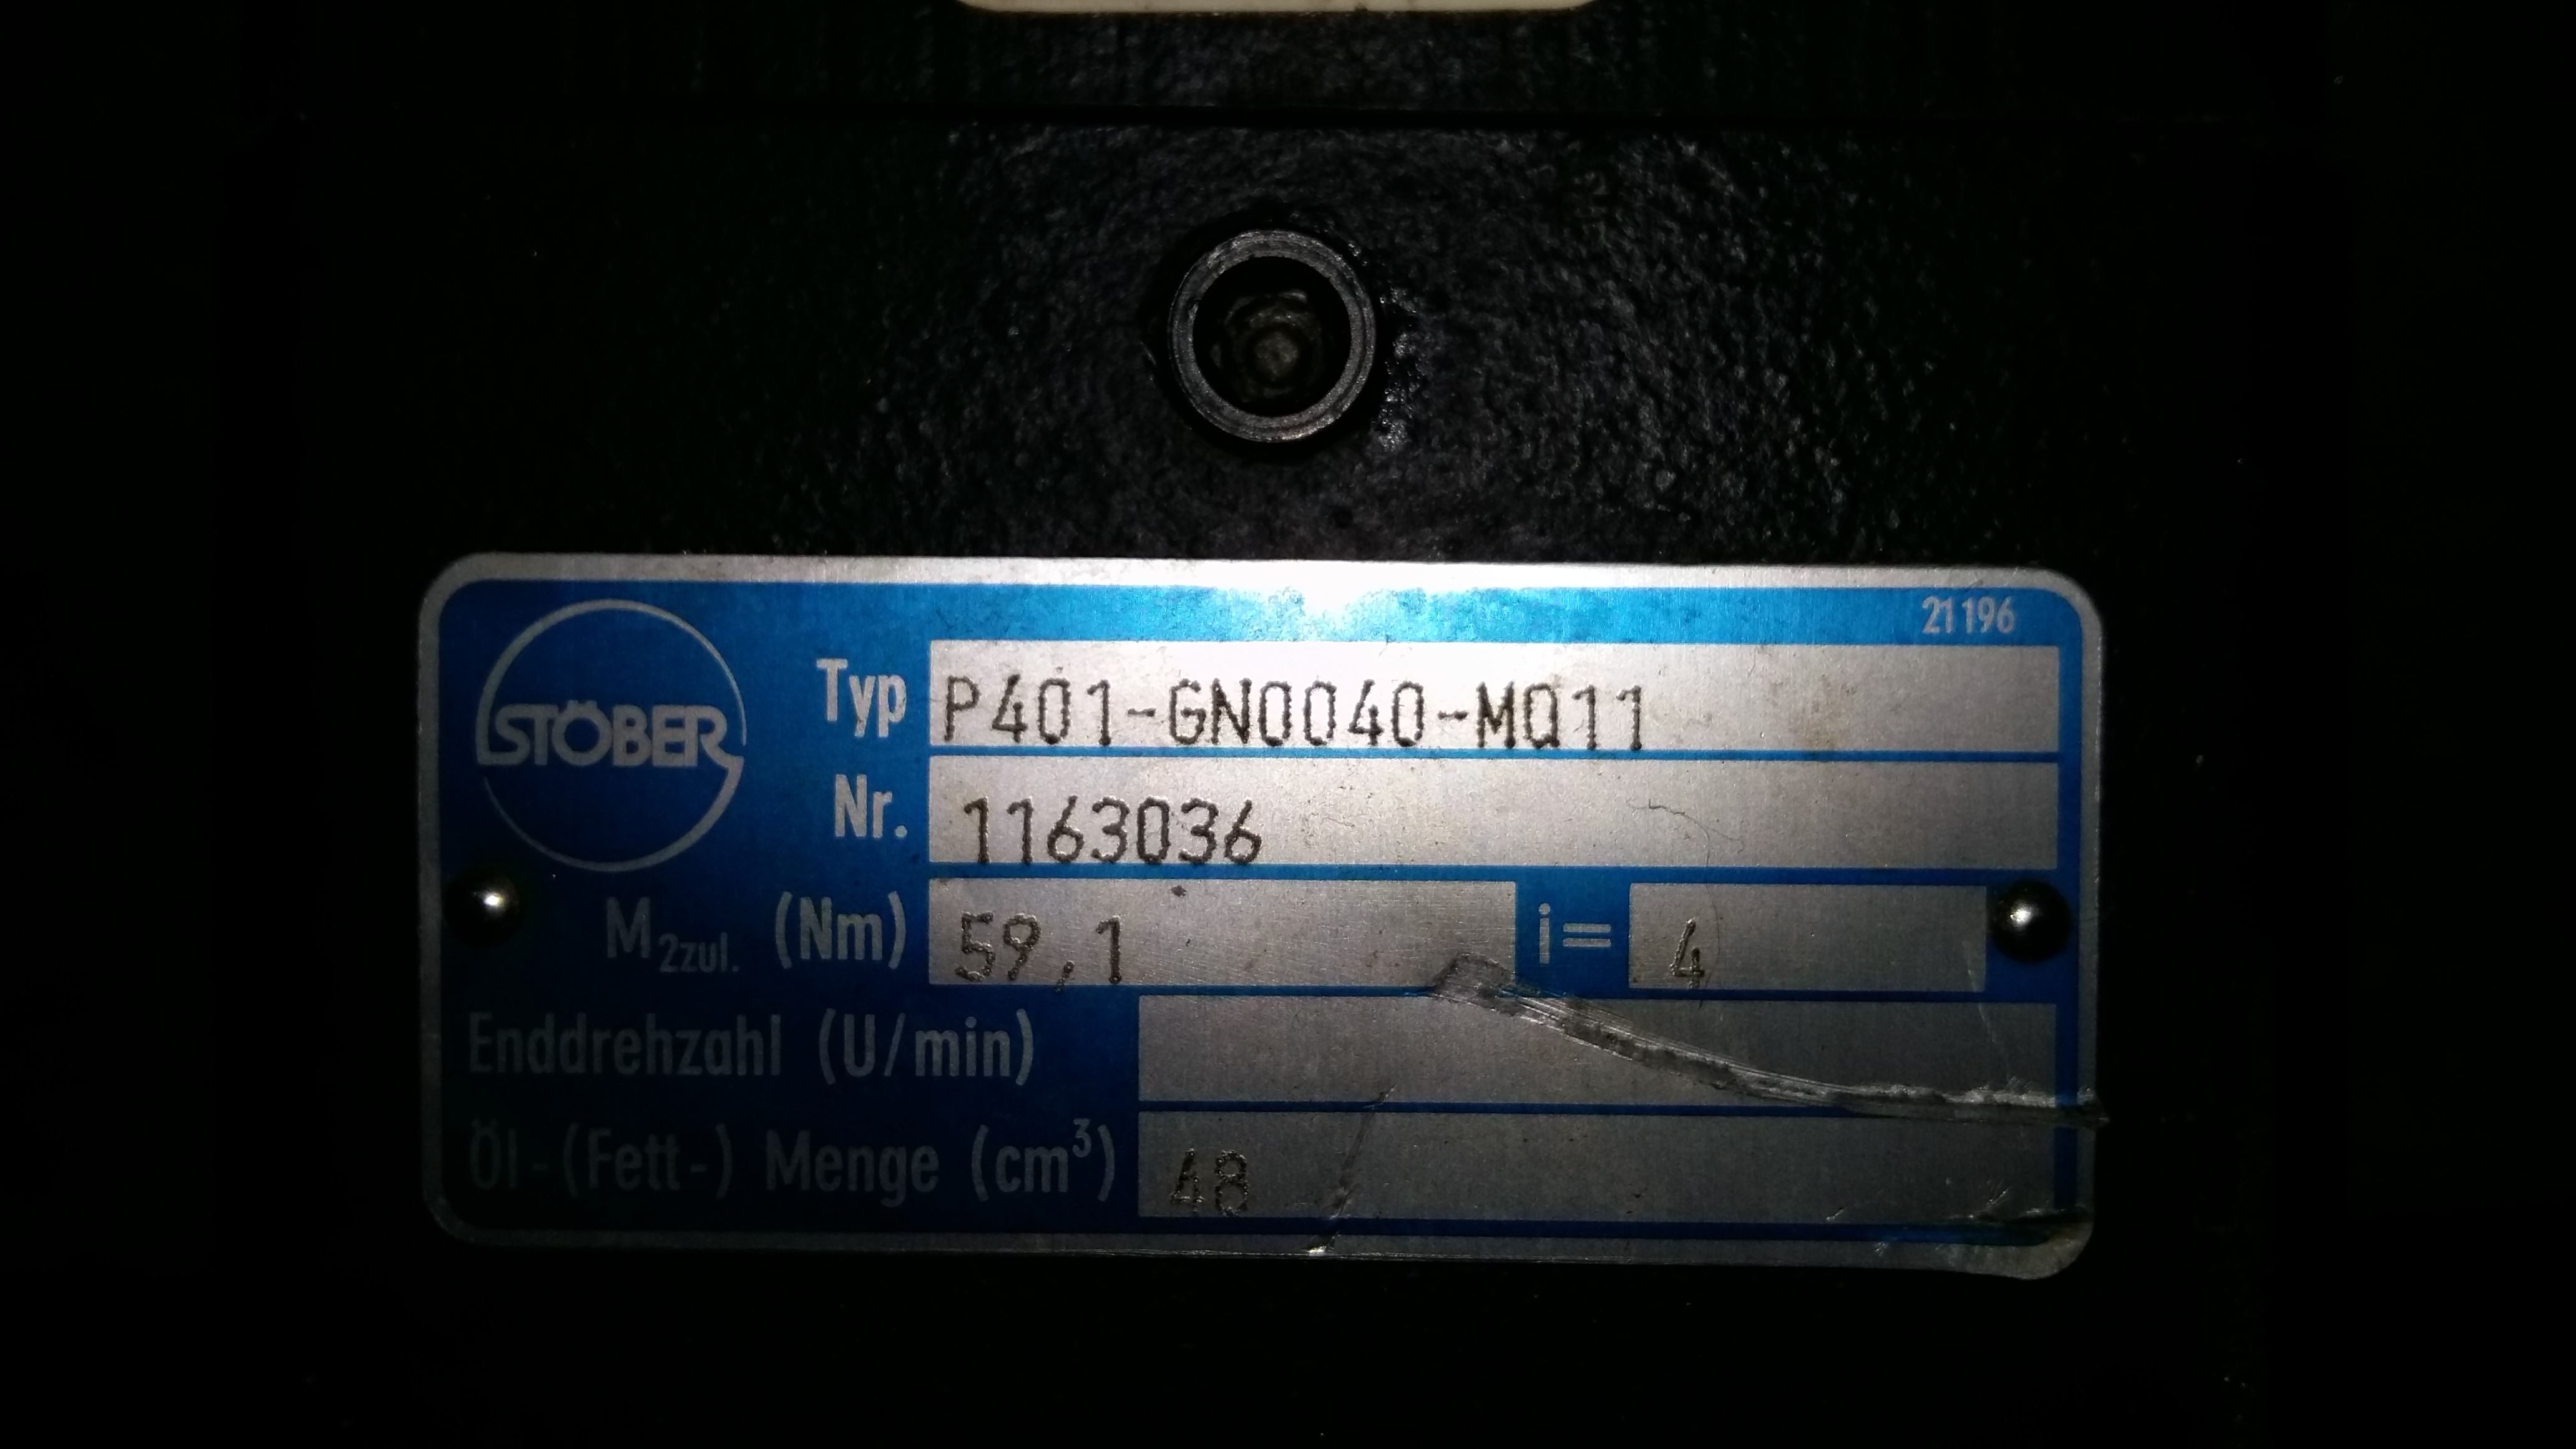 21196
STÖBER
Typ P401-GN0040-MQ11
Nr. 1163036
M2zul. (Nm) 59,1 i= 4
Enddrehzahl (U/min)
Öl-(Fett-) Menge (cm³) 48